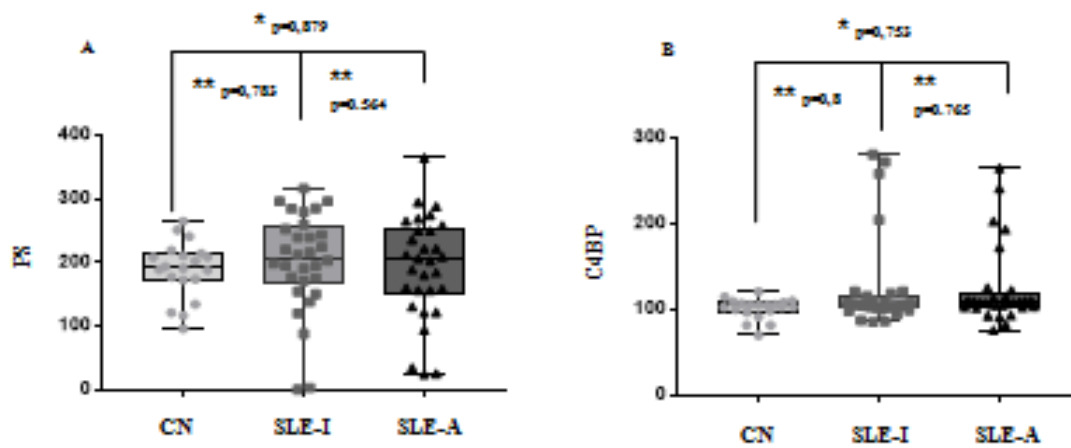 A
* p=0,879
** p=0,783
**
p=0.564
PS
400
300
200
100
0
CN SLE-I SLE-A
B
* p=0,753
** p=0,8
**
p=0.765
C4BP
300
200
100
0
CN SLE-I SLE-A